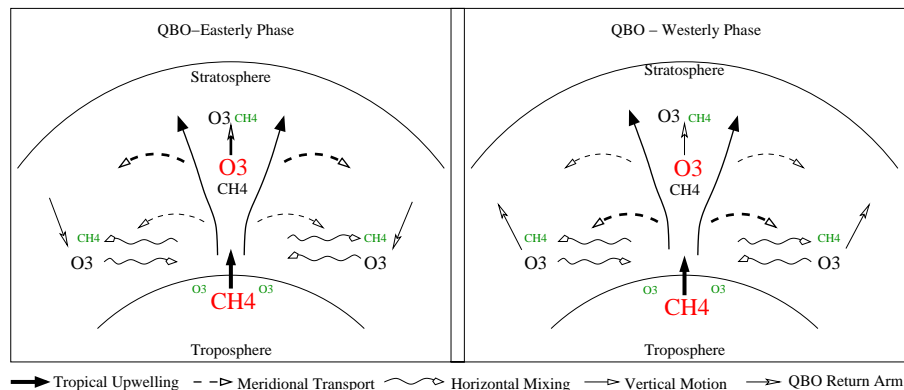 QBO–Easterly Phase
Stratosphere
O3 CH4
O3
CH4
CH4 CH4
O3 O3
O3 O3
CH4
Troposphere
QBO – Westerly Phase
Stratosphere
O3 CH4
O3
CH4
CH4 CH4
O3 O3
O3 O3
CH4
Troposphere
Tropical Upwelling Meridional Transport Horizontal Mixing Vertical Motion QBO Return Arm